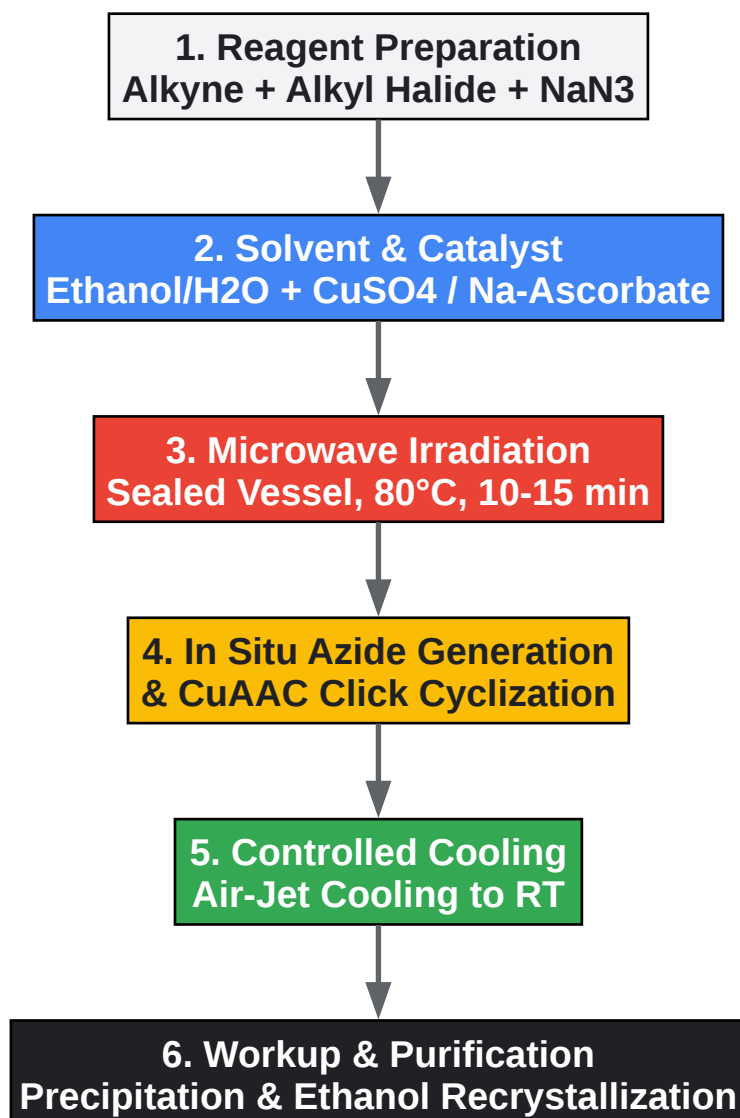 1. Reagent Preparation
Alkyne + Alkyl Halide + NaN3
2. Solvent & Catalyst
Ethanol/H2O + CuSO4 / Na-Ascorbate
3. Microwave Irradiation
Sealed Vessel, 80°C, 10-15 min
4. In Situ Azide Generation
& CuAAC Click Cyclization
5. Controlled Cooling
Air-Jet Cooling to RT
6. Workup & Purification
Precipitation & Ethanol Recrystallization